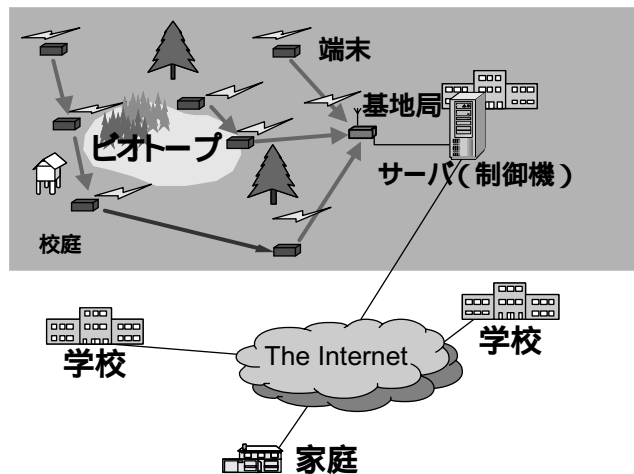 端末
基地局
ビオトープ
サーバ(制御機)
校庭
学校
The Internet
学校
家庭